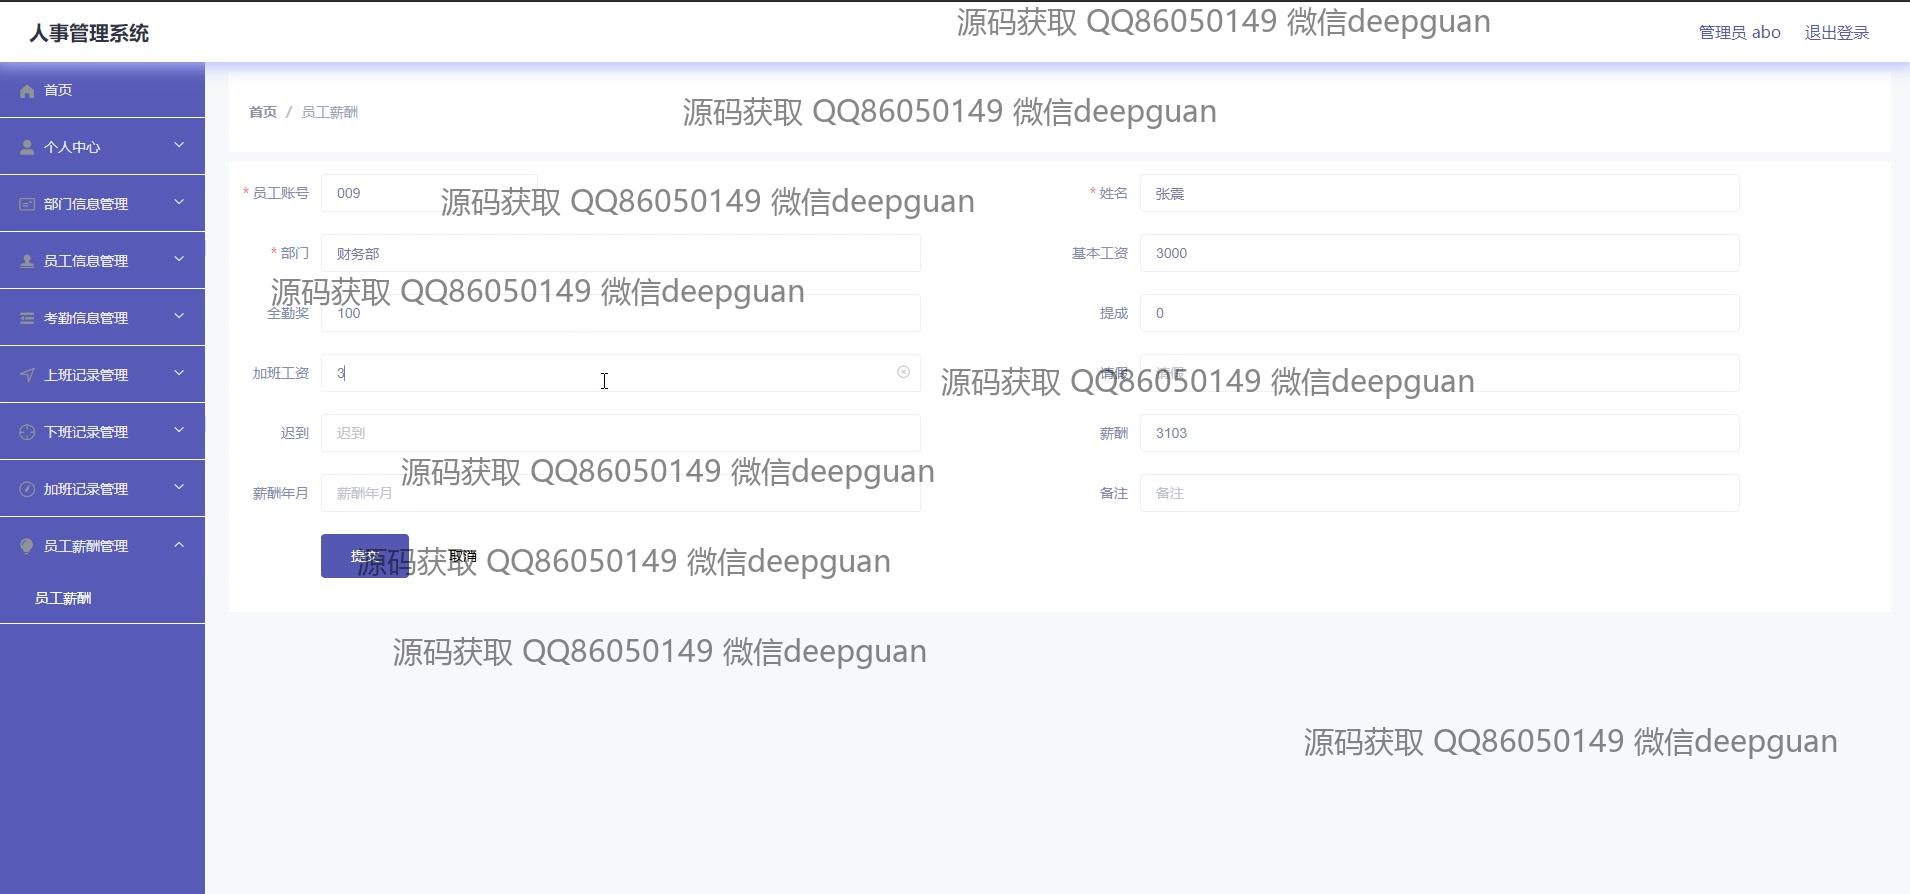 人事管理系统
源码获取 QQ86050149 微信deepguan
管理员 abo 退出登录
首页
个人中心
部门信息管理
员工信息管理
考勤信息管理
上班记录管理
下班记录管理
加班记录管理
员工薪酬管理
员工薪酬
首页 / 员工薪酬
源码获取 QQ86050149 微信deepguan
* 员工账号 009
* 姓名 张震
源码获取 QQ86050149 微信deepguan
* 部门 财务部
基本工资 3000
源码获取 QQ86050149 微信deepguan
全勤奖 100
提成 0
加班工资 3
请假 请假
源码获取 QQ86050149 微信deepguan
迟到 迟到
薪酬 3103
源码获取 QQ86050149 微信deepguan
薪酬年月 薪酬年月
备注 备注
提交 取消
源码获取 QQ86050149 微信deepguan
源码获取 QQ86050149 微信deepguan
源码获取 QQ86050149 微信deepguan